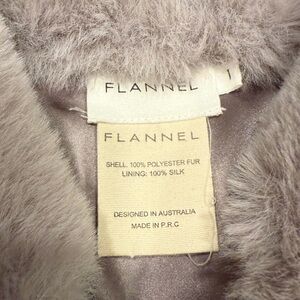 FLANNEL 1
FLANNEL
SHELL: 100% POLYESTER FUR
LINING: 100% SILK
DESIGNED IN AUSTRALIA
MADE IN P.R.C